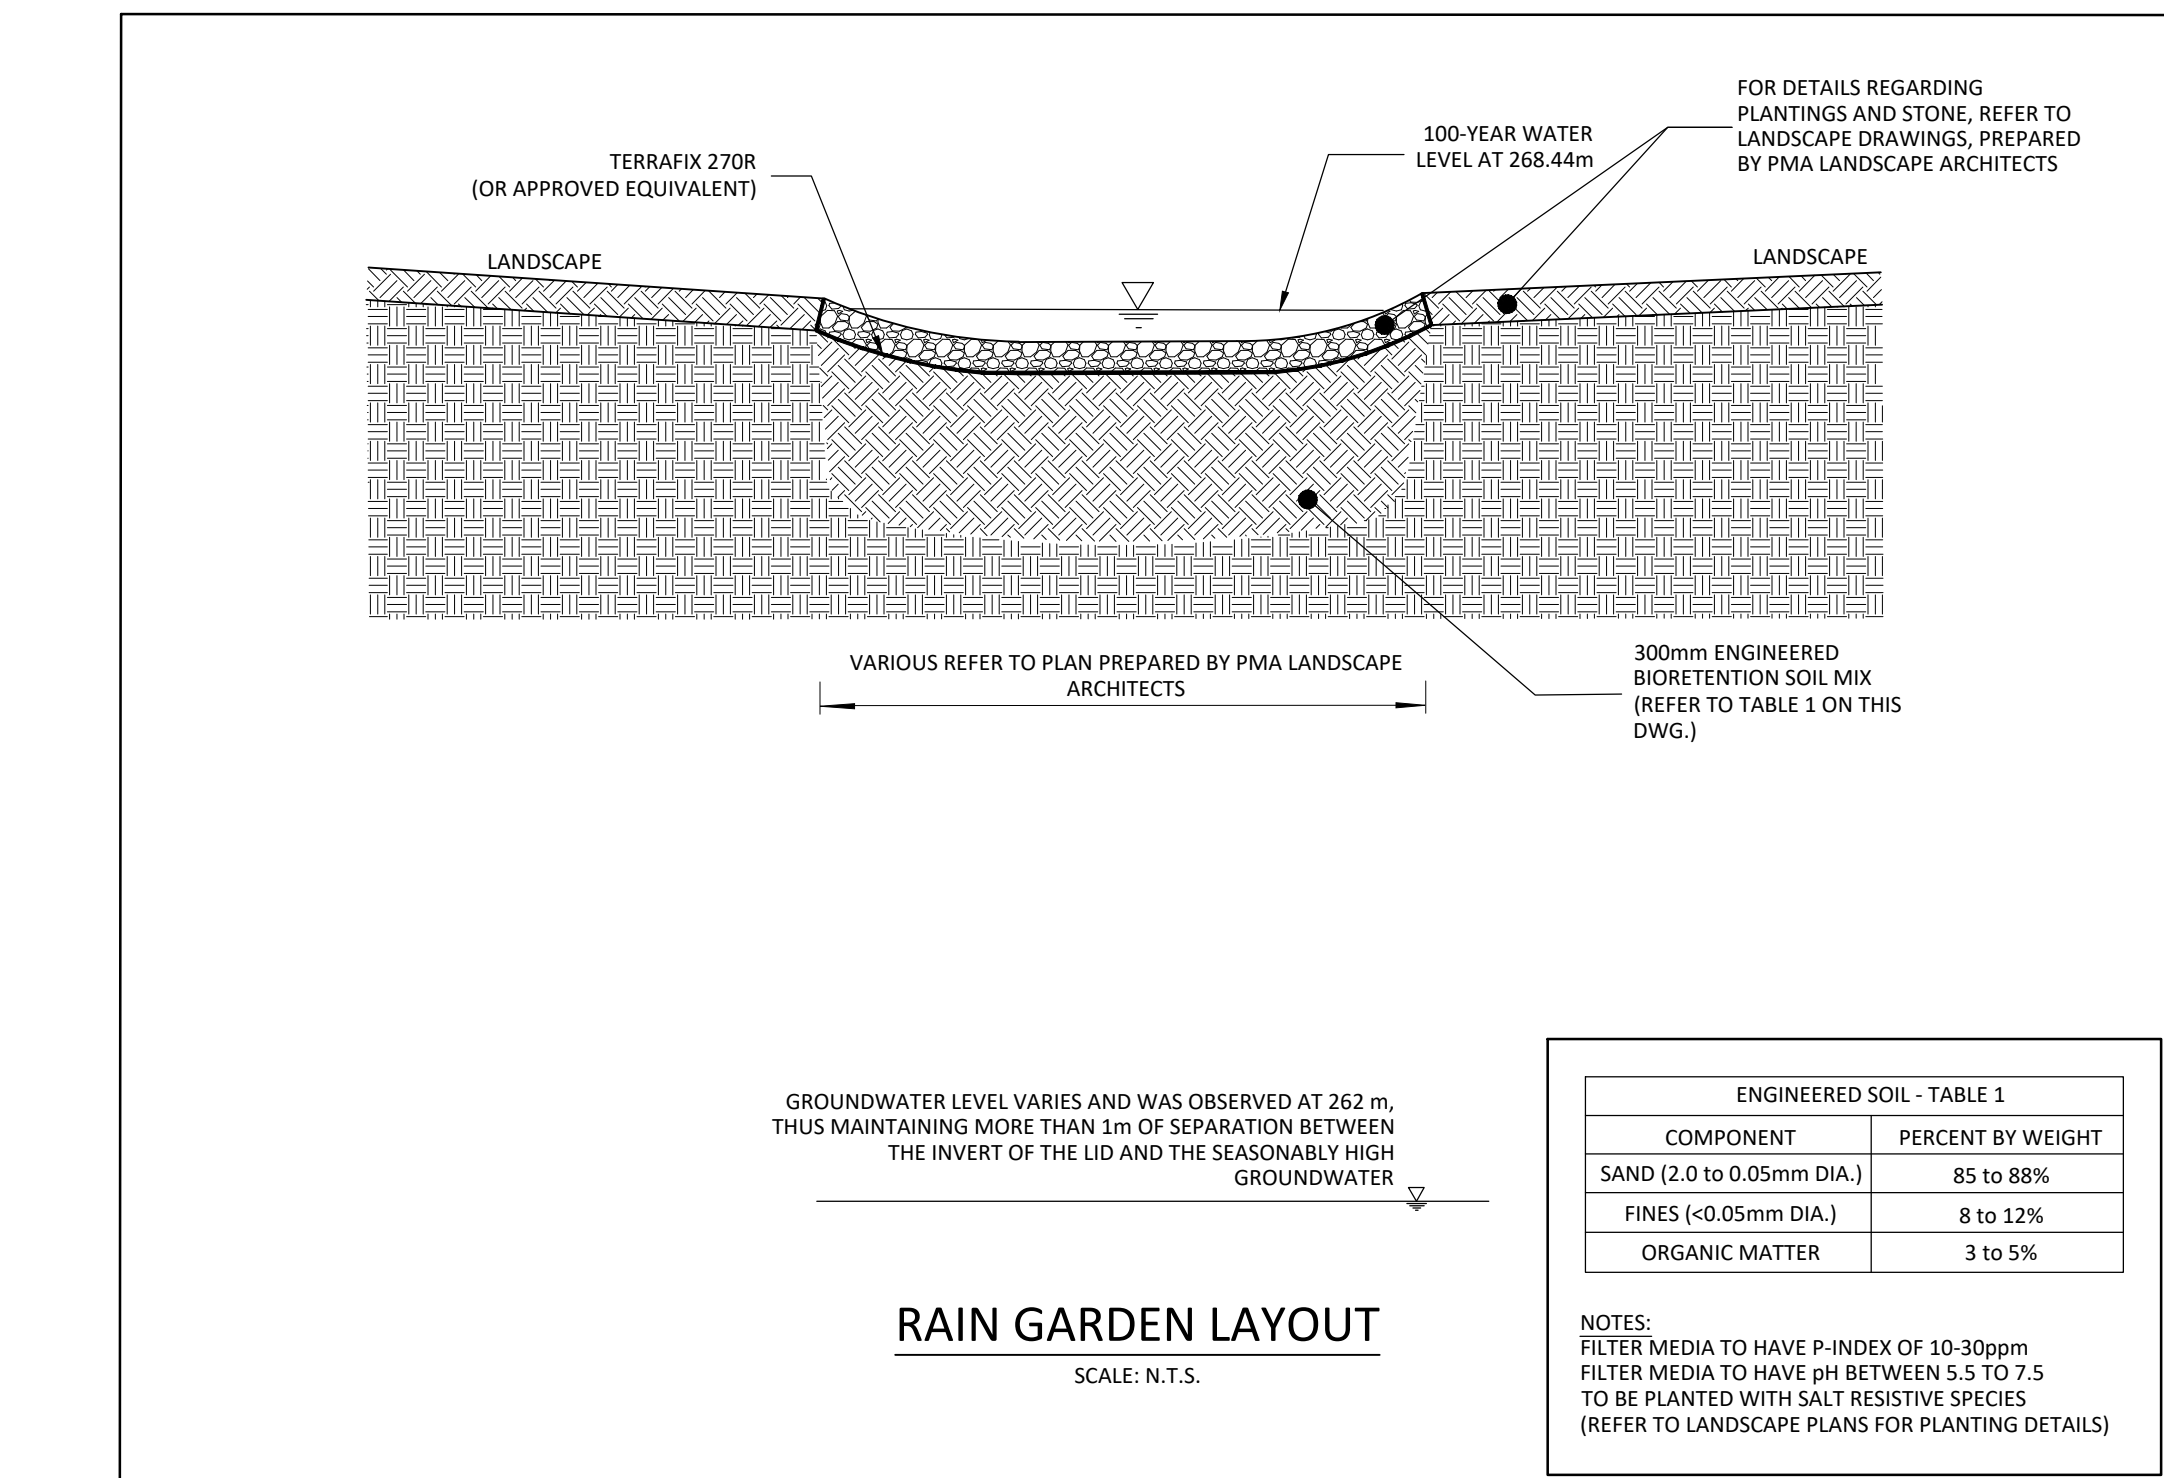 FOR DETAILS REGARDING
PLANTINGS AND STONE, REFER TO
LANDSCAPE DRAWINGS, PREPARED
BY PMA LANDSCAPE ARCHITECTS
100-YEAR WATER
LEVEL AT 268.44m
TERRAFIX 270R
(OR APPROVED EQUIVALENT)
LANDSCAPE
LANDSCAPE
VARIOUS REFER TO PLAN PREPARED BY PMA LANDSCAPE
ARCHITECTS
300mm ENGINEERED
BIORETENTION SOIL MIX
(REFER TO TABLE 1 ON THIS
DWG.)
GROUNDWATER LEVEL VARIES AND WAS OBSERVED AT 262 m,
THUS MAINTAINING MORE THAN 1m OF SEPARATION BETWEEN
THE INVERT OF THE LID AND THE SEASONABLY HIGH
GROUNDWATER
RAIN GARDEN LAYOUT
SCALE: N.T.S.
ENGINEERED SOIL - TABLE 1
COMPONENT PERCENT BY WEIGHT
SAND (2.0 to 0.05mm DIA.) 85 to 88%
FINES (<0.05mm DIA.) 8 to 12%
ORGANIC MATTER 3 to 5%
NOTES:
FILTER MEDIA TO HAVE P-INDEX OF 10-30ppm
FILTER MEDIA TO HAVE pH BETWEEN 5.5 TO 7.5
TO BE PLANTED WITH SALT RESISTIVE SPECIES
(REFER TO LANDSCAPE PLANS FOR PLANTING DETAILS)